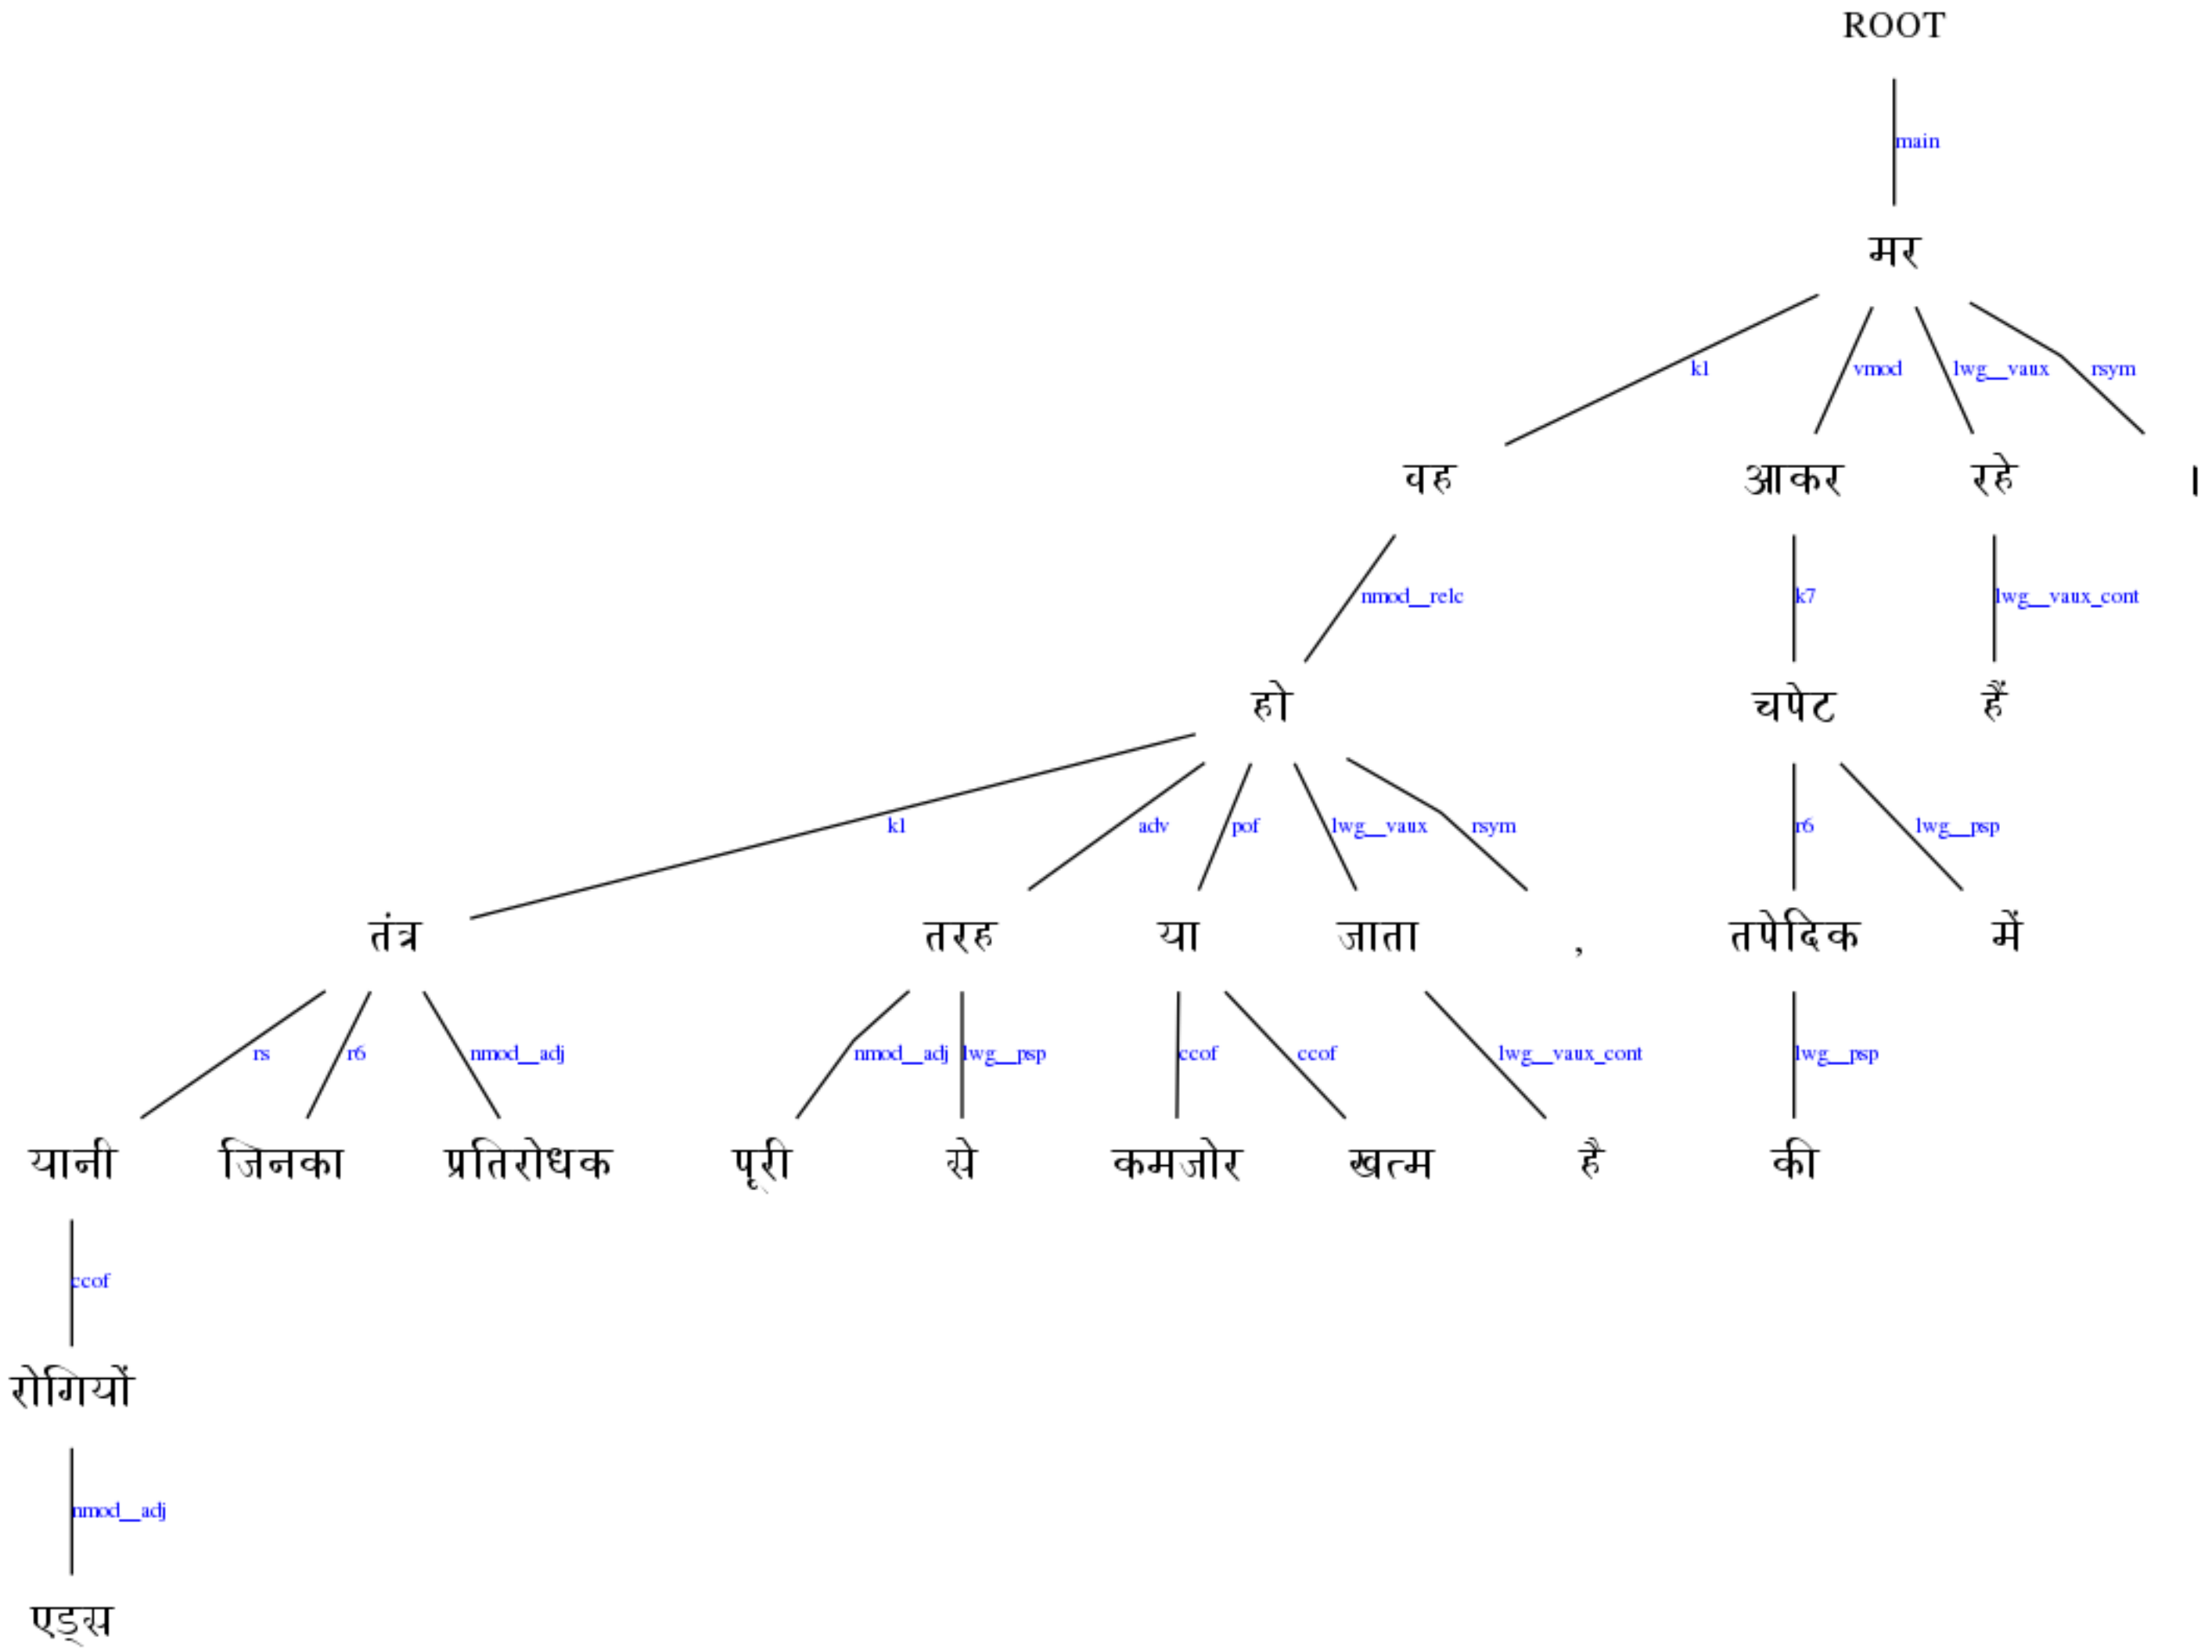 ROOT
main
मर
k1 vmod lwg__vaux rsym
वह आकर रहे ।
nmod__relc k7 lwg__vaux_cont
हो चपेट हैं
k1 adv pof lwg__vaux rsym r6 lwg__psp
तंत्र तरह या जाता , तपेदिक में
rs r6 nmod__adj nmod__adj lwg__psp ccof ccof lwg__vaux_cont lwg__psp
यानी जिनका प्रतिरोधक पूरी से कमजोर खत्म है की
ccof
रोगियों
nmod__adj
एड्स